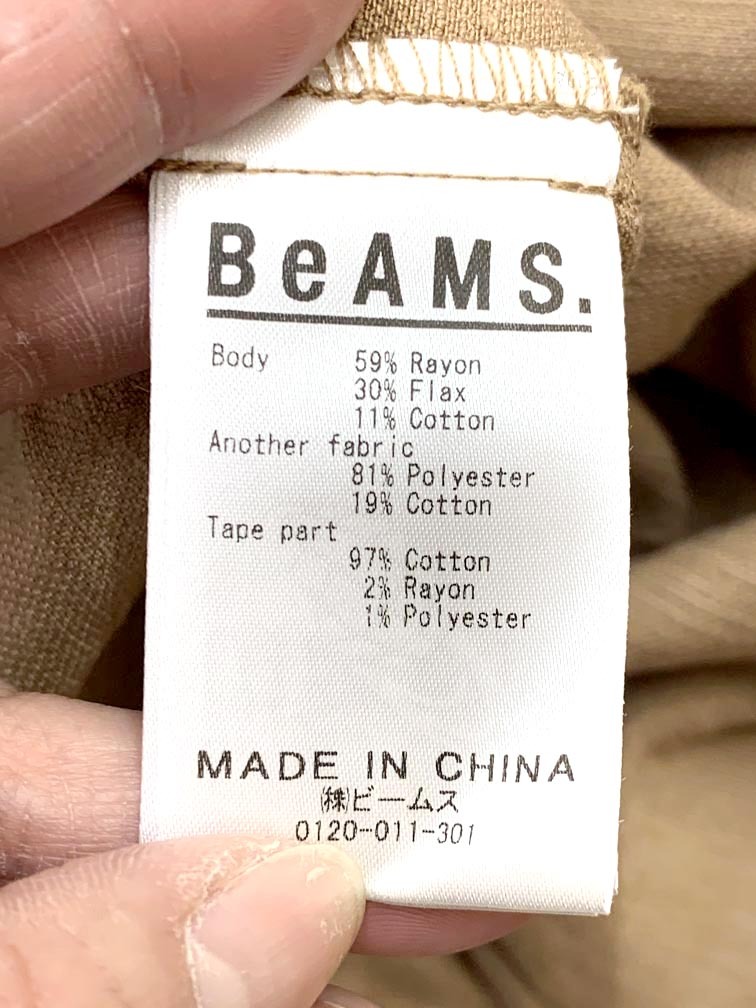 BeAMS.
Body 59% Rayon
30% Flax
11% Cotton
Another fabric
81% Polyester
19% Cotton
Tape part
97% Cotton
2% Rayon
1% Polyester
MADE IN CHINA
㈱ビームス
0120-011-301